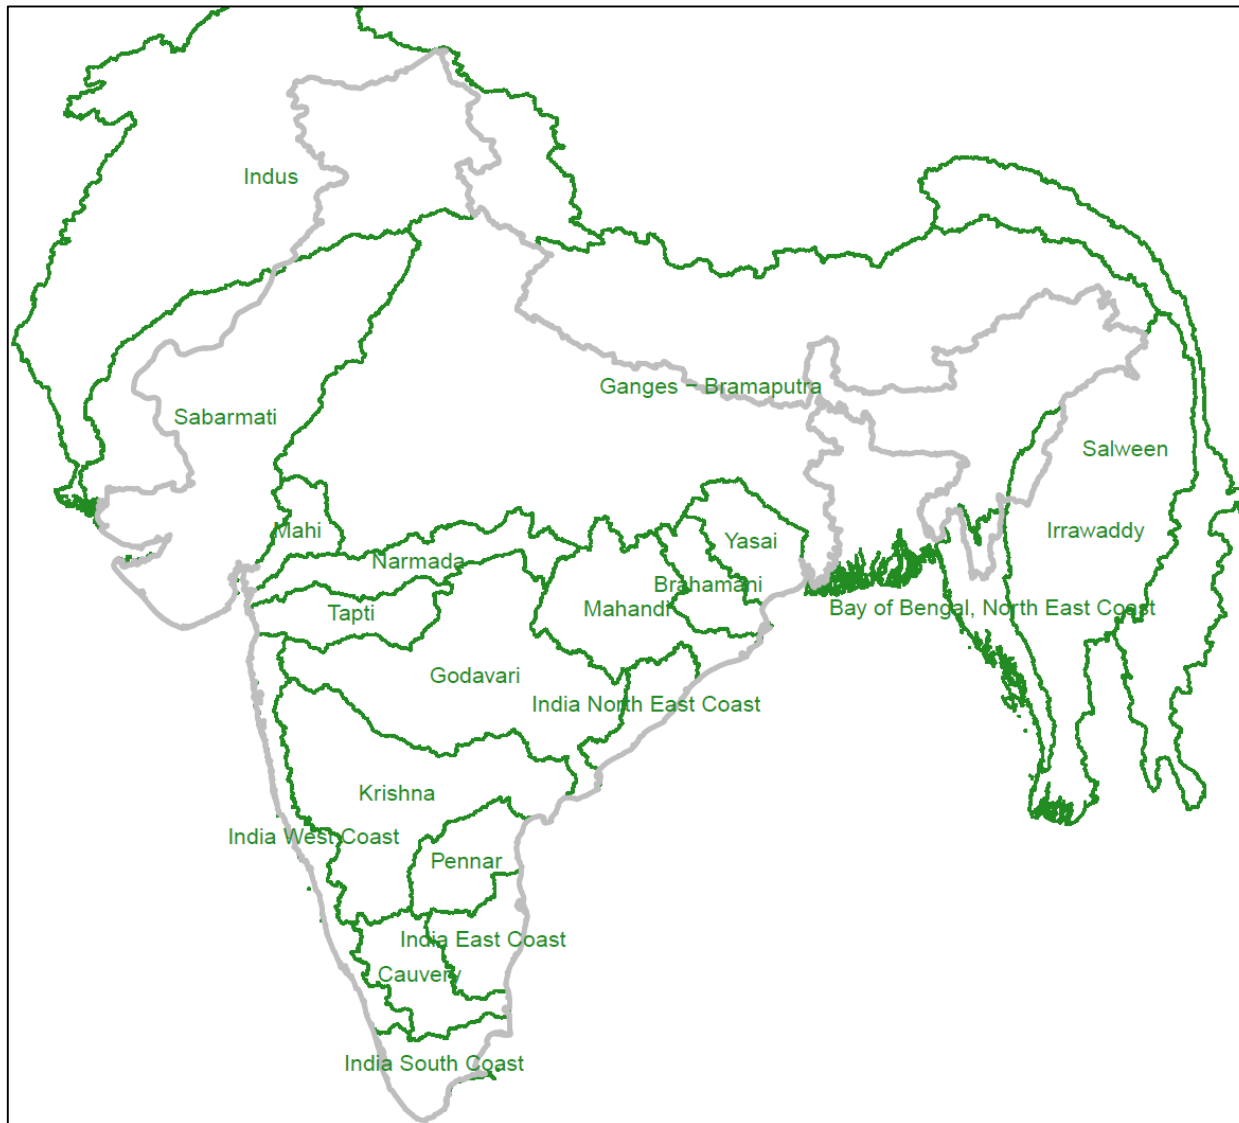 Indus
Ganges – Bramaputra
Sabarmati
Salween
Mahi
Irrawaddy
Yasai
Narmada
Brahamani
Mahandi
Bay of Bengal, North East Coast
Tapti
Godavari
India North East Coast
Krishna
India West Coast
Pennar
India East Coast
Cauvery
India South Coast